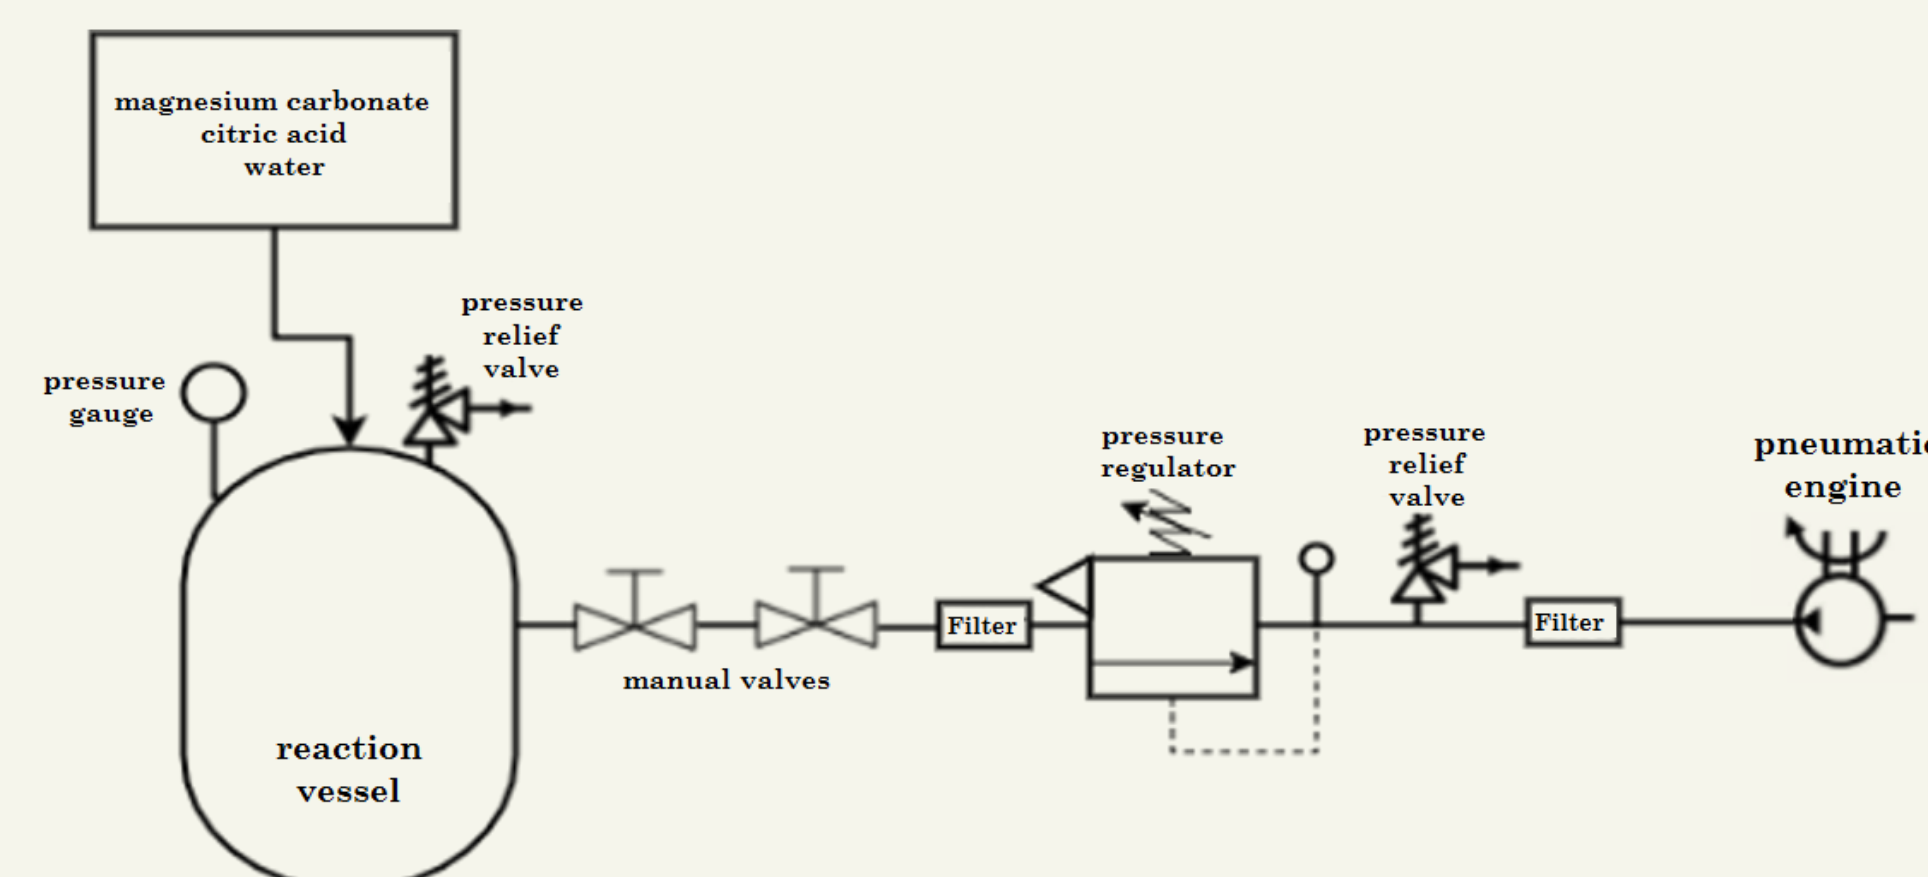 magnesium carbonate
citric acid
water
pressure
relief
valve
pressure
gauge
pressure
regulator
pressure
relief
valve
pneumatic
engine
Filter
Filter
manual valves
reaction
vessel